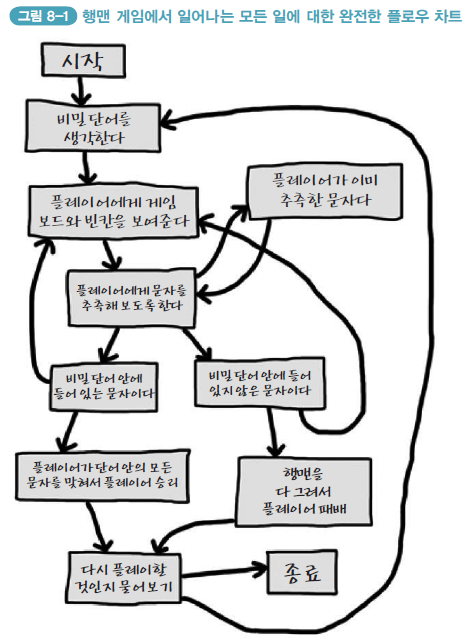 그림 8-1 행맨 게임에서 일어나는 모든 일에 대한 완전한 플로우 차트
시작
비밀 단어를
생각한다
플레이어에게 게임
보드와 빈칸을 보여준다
플레이어가 이미
추측한 문자다
플레이어에게 문자를
추측해 보도록 한다
비밀 단어 안에
들어 있는 문자이다
비밀 단어 안에 들어
있지 않은 문자이다
플레이어가 단어 안의 모든
문자를 맞춰서 플레이어 승리
행맨을
다 그려서
플레이어 패배
다시 플레이할
것인지 물어보기
종료